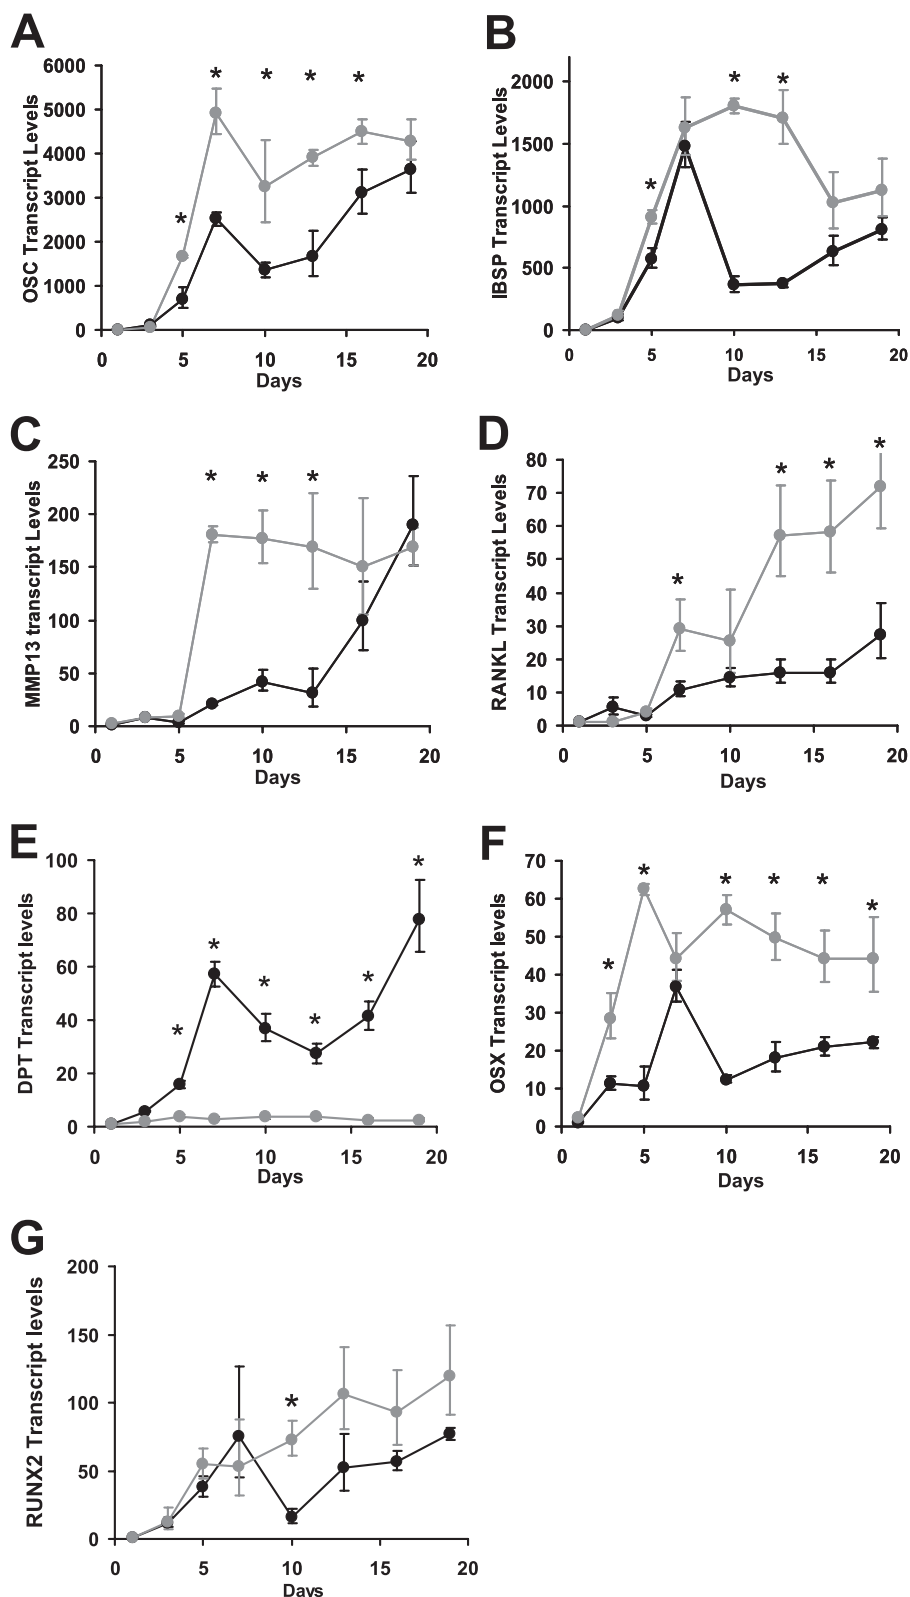 A
OSC Transcript Levels
6000
5000
4000
3000
2000
1000
0
* * * * *
0 5 10 15 20
Days
B
IBSP Transcript Levels
2000
1500
1000
500
0
* * *
0 5 10 15 20
Days
C
MMP13 transcript Levels
250
200
150
100
50
0
* * *
0 5 10 15 20
Days
D
RANKL Transcript Levels
80
70
60
50
40
30
20
10
0
* * * *
0 5 10 15 20
Days
E
DPT Transcript levels
100
80
60
40
20
0
* * * * * *
0 5 10 15 20
Days
F
OSX Transcript levels
70
60
50
40
30
20
10
0
* * * * * *
0 5 10 15 20
Days
G
RUNX2 Transcript levels
200
150
100
50
0
*
0 5 10 15 20
Days